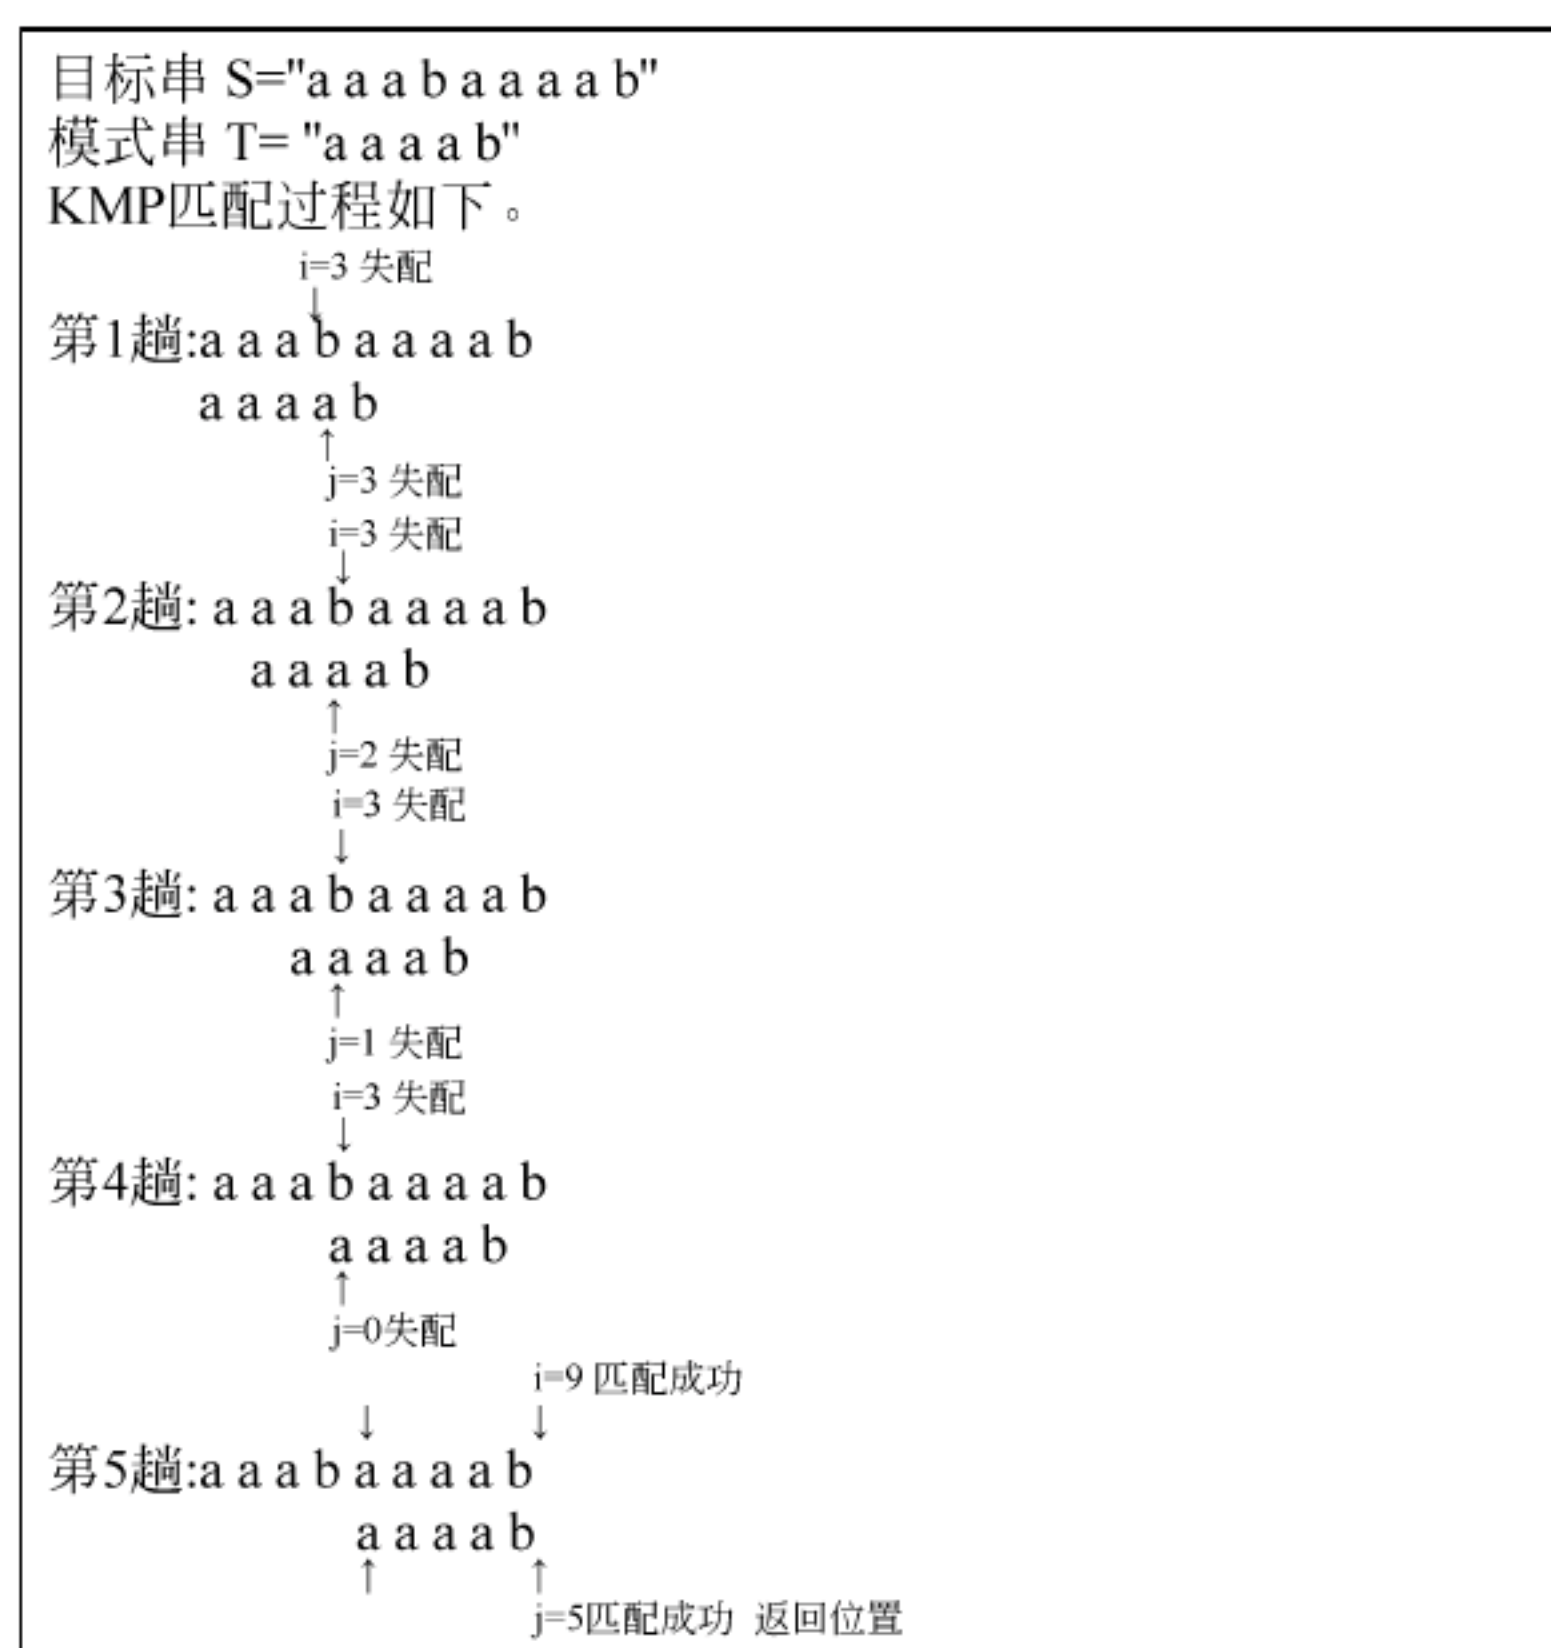 目标串 S="a a a b a a a a b"
模式串 T= "a a a a b"
KMP匹配过程如下。
i=3 失配
↓
第1趟:a a a b a a a a b
a a a a b
↑
j=3 失配
i=3 失配
↓
第2趟: a a a b a a a a b
a a a a b
↑
j=2 失配
i=3 失配
↓
第3趟: a a a b a a a a b
a a a a b
↑
j=1 失配
i=3 失配
↓
第4趟: a a a b a a a a b
a a a a b
↑
j=0失配
i=9 匹配成功
↓ ↓
第5趟:a a a b a a a a b
a a a a b
↑ ↑
j=5匹配成功 返回位置